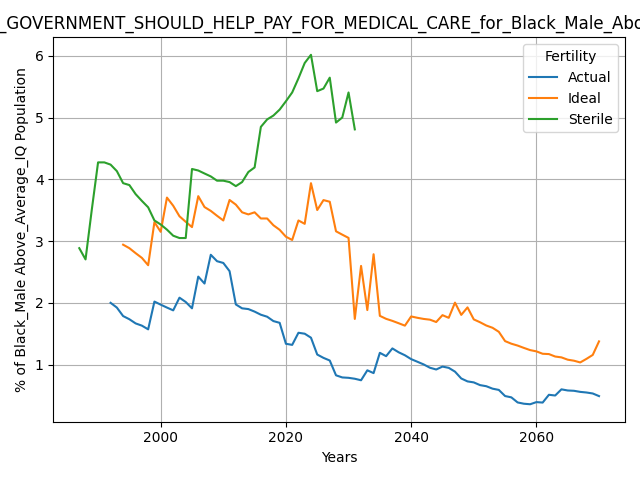 _GOVERNMENT_SHOULD_HELP_PAY_FOR_MEDICAL_CARE_for_Black_Male_Abo
% of Black_Male Above_Average_IQ Population
6
5
4
3
2
1
Fertility
Actual
Ideal
Sterile
2000
2020
2040
2060
Years